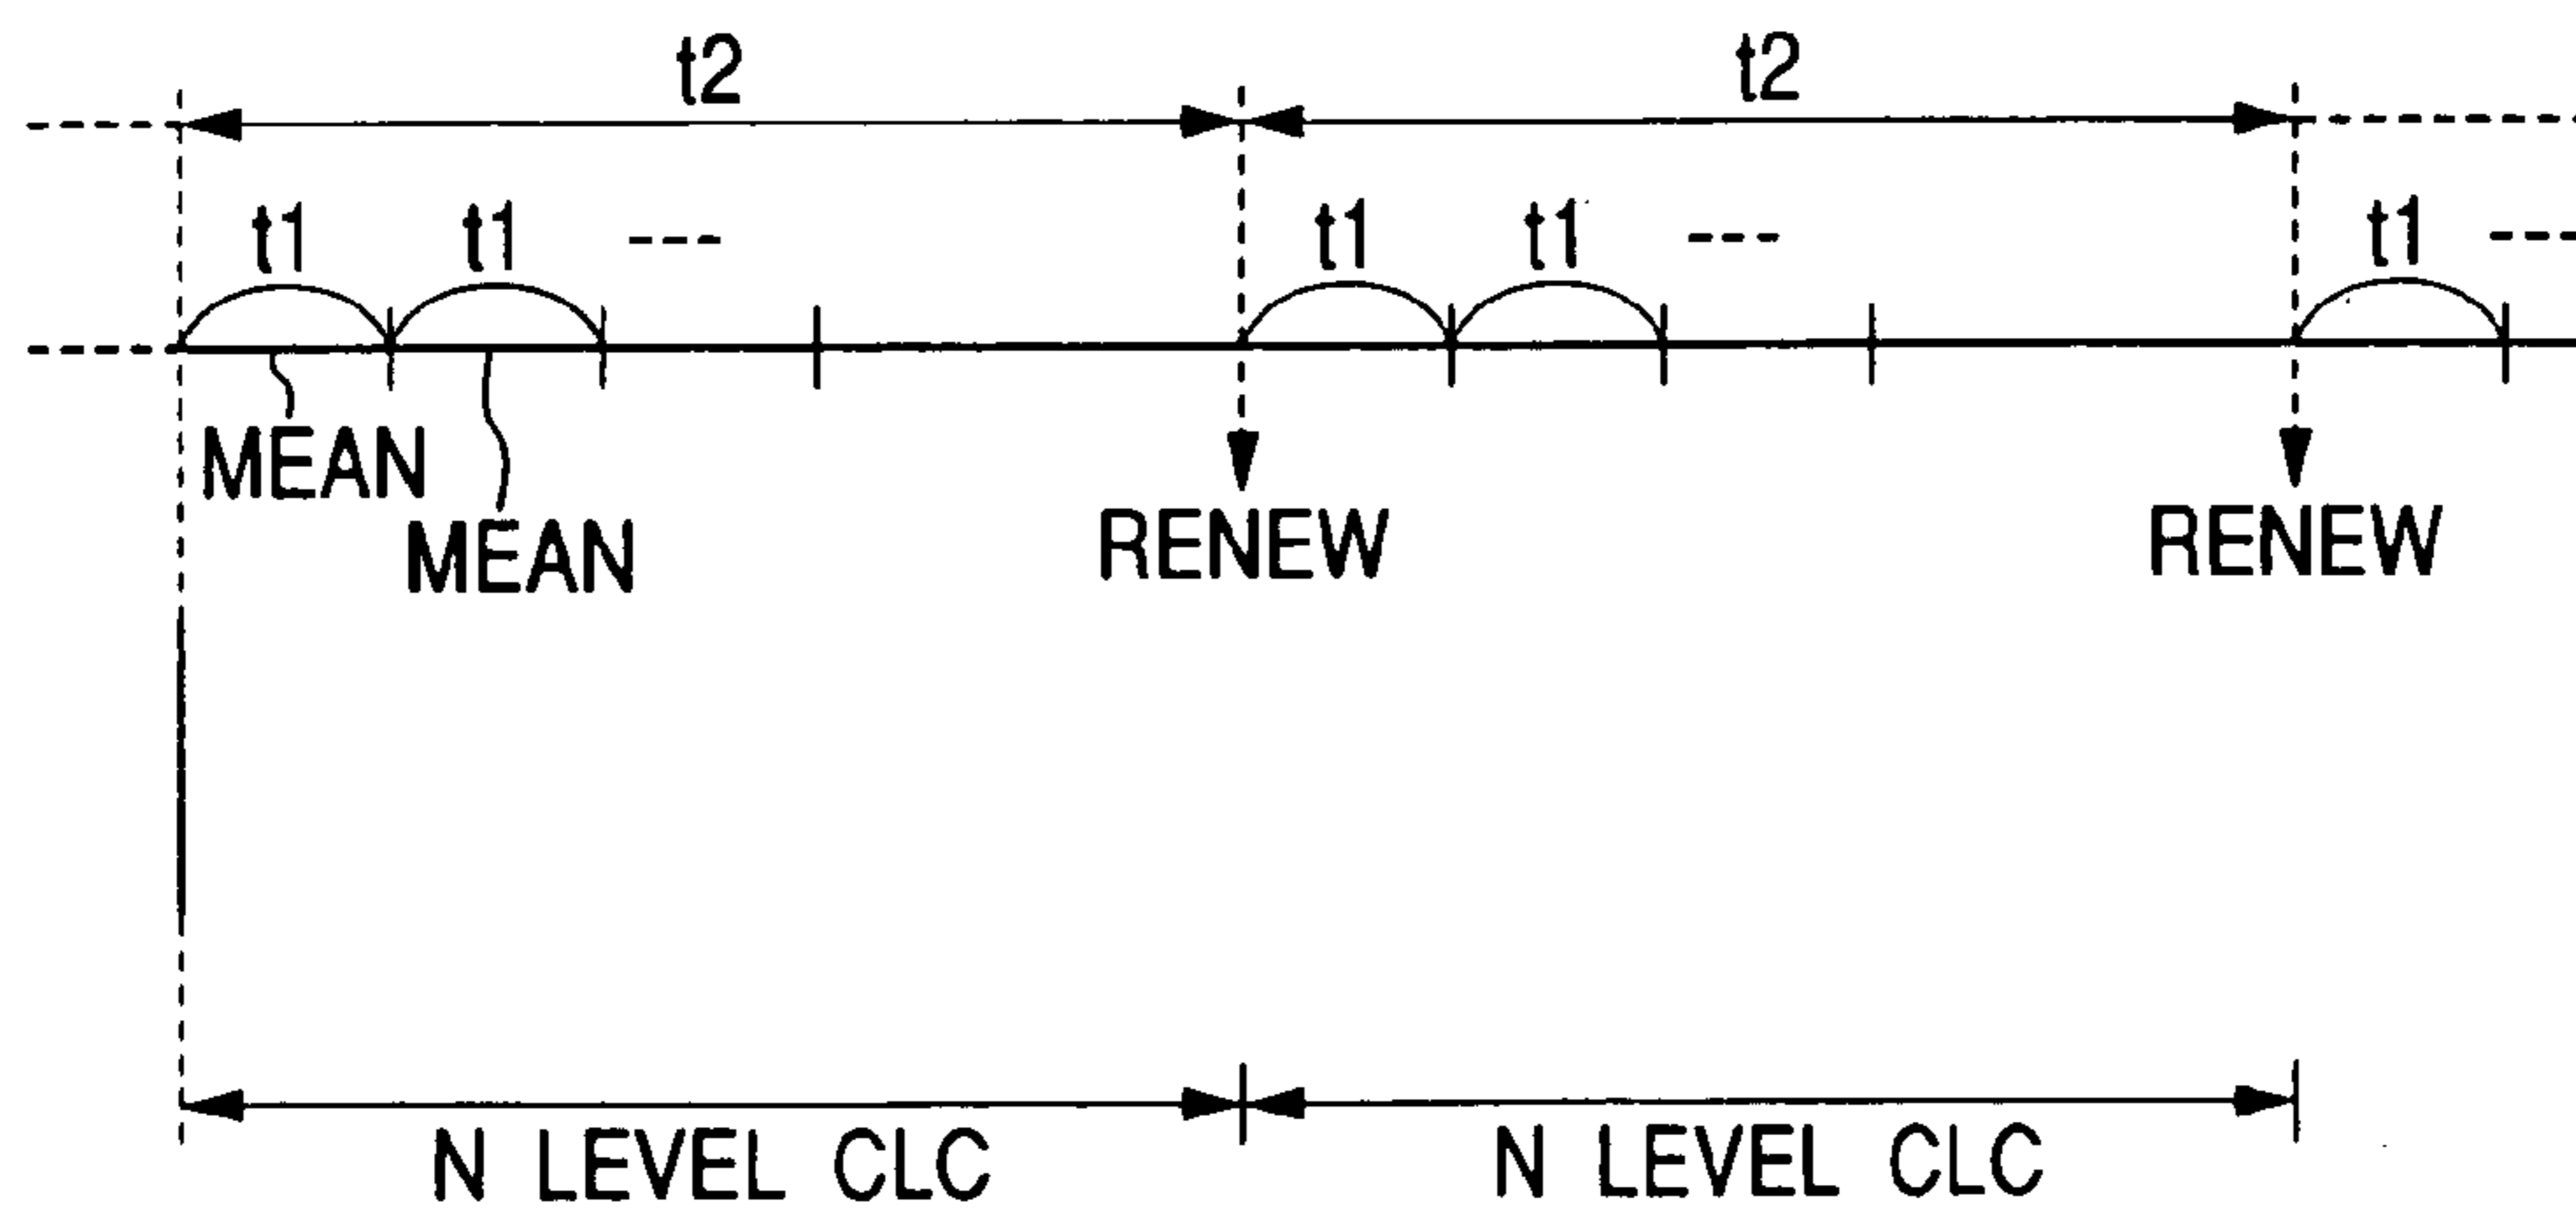 t2 t2
t1 t1 --- t1 t1 --- t1 ---
MEAN
MEAN
RENEW RENEW
N LEVEL CLC N LEVEL CLC